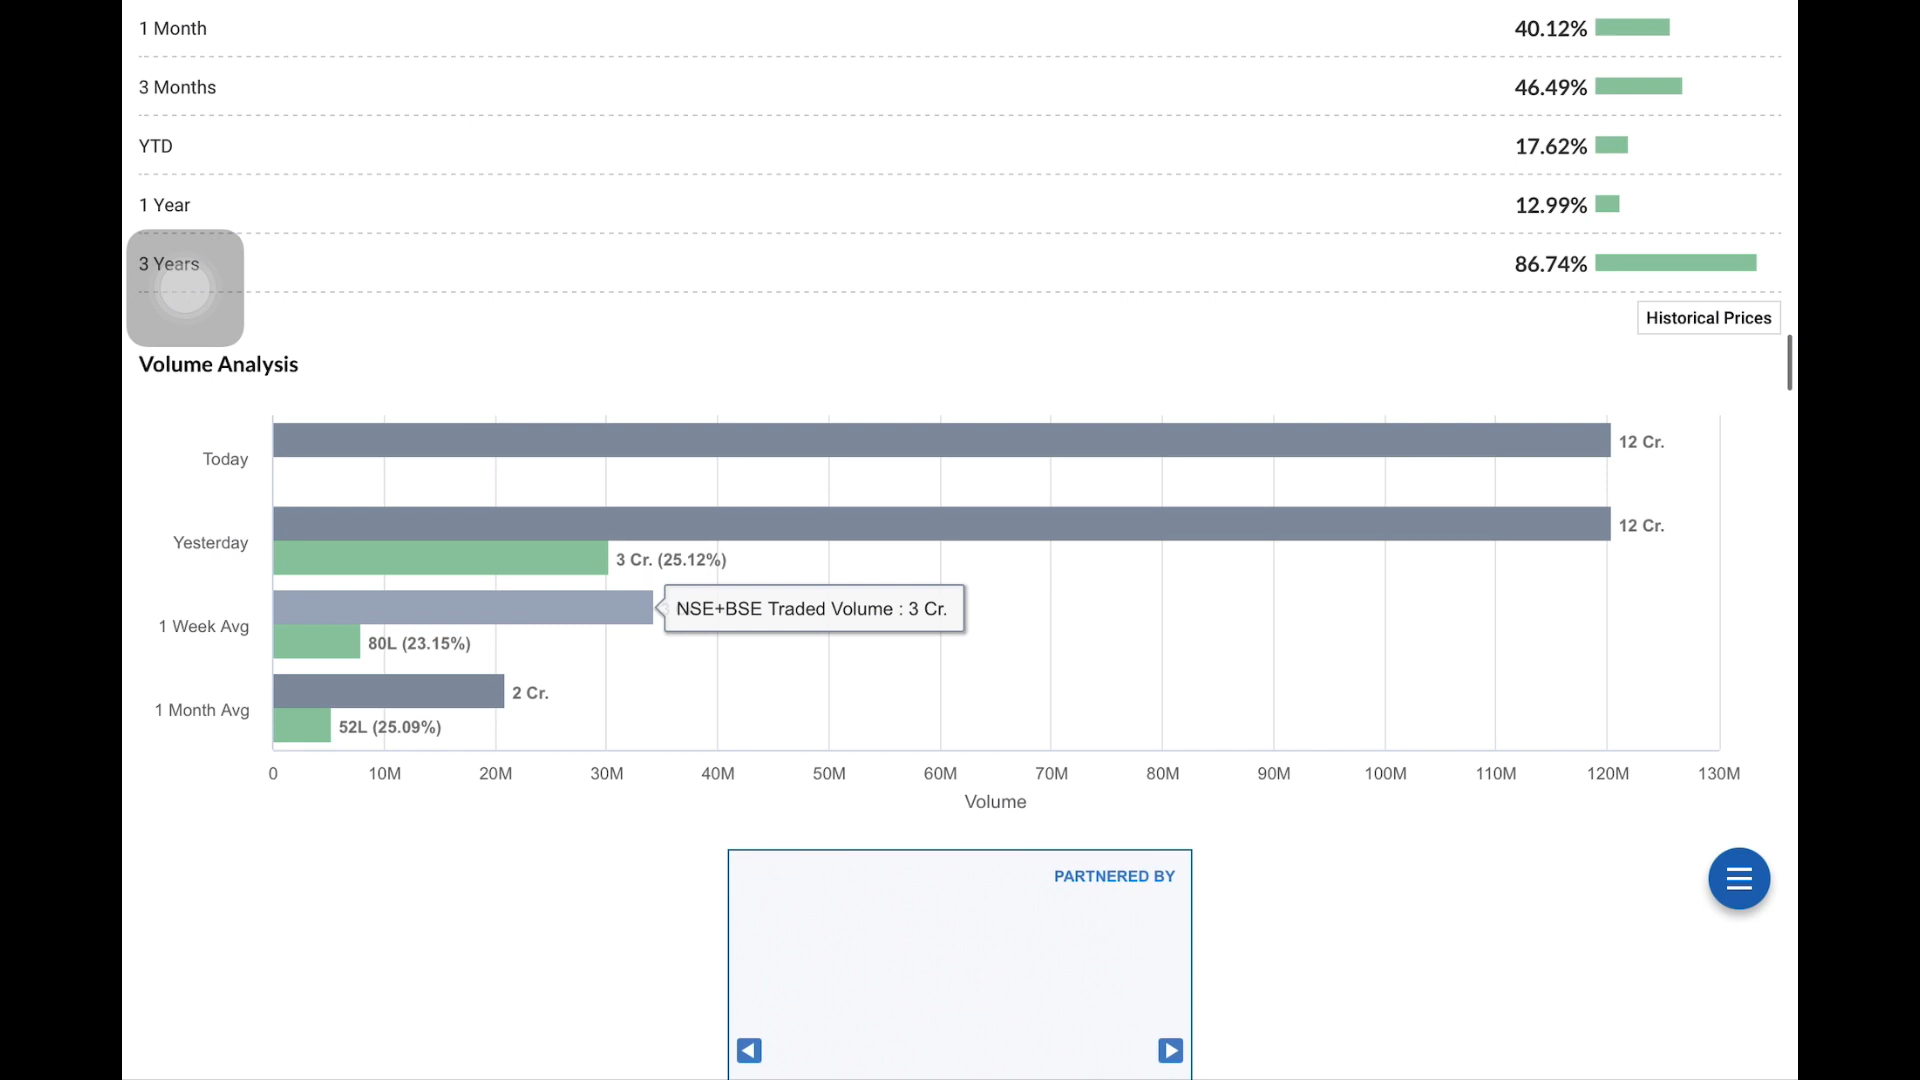 1 Month 40.12%
3 Months 46.49%
YTD 17.62%
1 Year 12.99%
3 Years 86.74%
Historical Prices
Volume Analysis
Today 12 Cr.
Yesterday 12 Cr.
3 Cr. (25.12%)
1 Week Avg NSE+BSE Traded Volume : 3 Cr.
80L (23.15%)
1 Month Avg 2 Cr.
52L (25.09%)
0 10M 20M 30M 40M 50M 60M 70M 80M 90M 100M 110M 120M 130M
Volume
PARTNERED BY